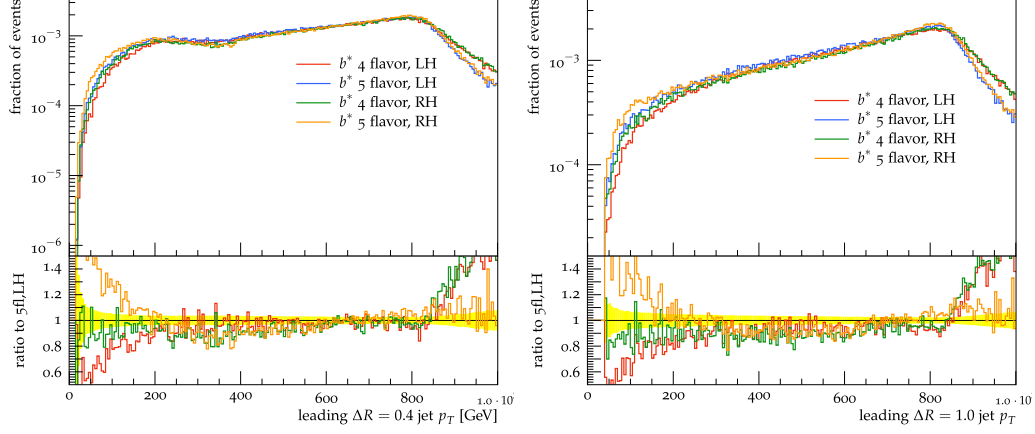 fraction of events
10⁻³
10⁻⁴
10⁻⁵
10⁻⁶
b* 4 flavor, LH
b* 5 flavor, LH
b* 4 flavor, RH
b* 5 flavor, RH
ratio to 5fl,LH
1.4
1.2
1
0.8
0.6
0 200 400 600 800 1.0 · 10
leading ΔR = 0.4 jet p_T [GeV]
fraction of events
10⁻³
10⁻⁴
b* 4 flavor, LH
b* 5 flavor, LH
b* 4 flavor, RH
b* 5 flavor, RH
ratio to 5fl,LH
1.4
1.2
1
0.8
0.6
0 200 400 600 800 1.0 · 10
leading ΔR = 1.0 jet p_T